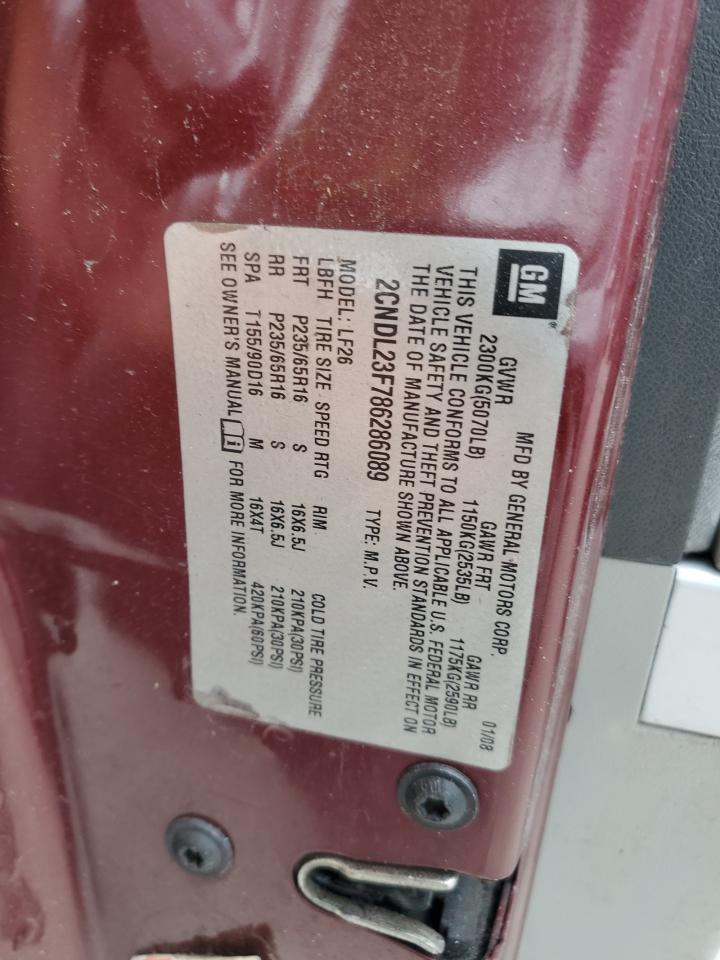 GM
MFD BY GENERAL MOTORS CORP.
01/08
GVWR GAWR FRT GAWR RR
2300KG(5070LB) 1150KG(2535LB) 1175KG(2590LB)
THIS VEHICLE CONFORMS TO ALL APPLICABLE U.S. FEDERAL MOTOR
VEHICLE SAFETY AND THEFT PREVENTION STANDARDS IN EFFECT ON
THE DATE OF MANUFACTURE SHOWN ABOVE.
2CNDL23F786286089 TYPE: M.P.V.
MODEL: LF26
LBFH TIRE SIZE SPEED RTG RIM COLD TIRE PRESSURE
FRT P235/65R16 S 16X6.5J 210KPA(30PSI)
RR P235/65R16 S 16X6.5J 210KPA(30PSI)
SPA T155/90D16 M 16X4T 420KPA(60PSI)
SEE OWNER'S MANUAL FOR MORE INFORMATION.